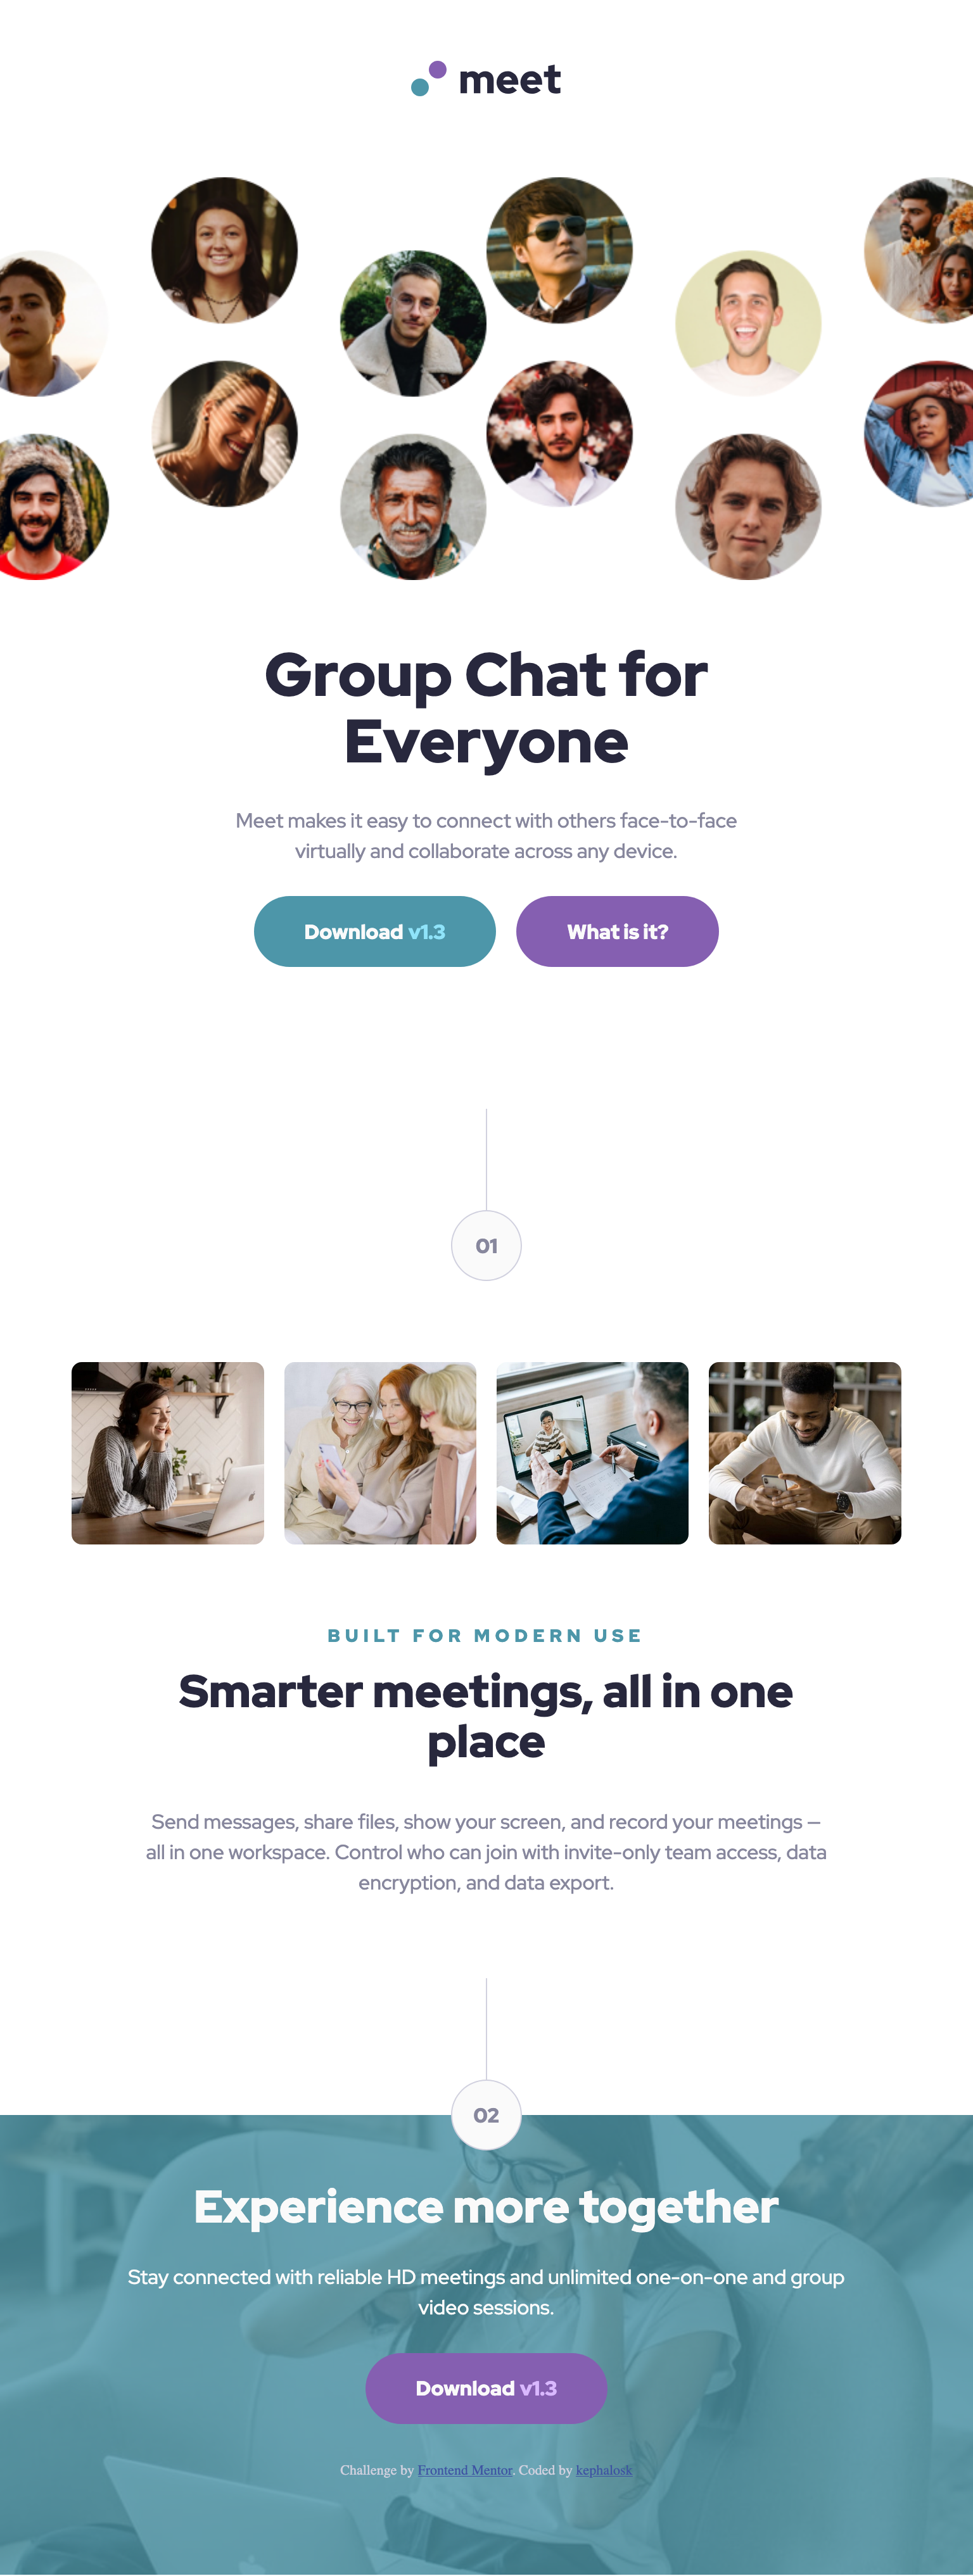 meet
Group Chat for
Everyone
Meet makes it easy to connect with others face-to-face
virtually and collaborate across any device.
Download v1.3
What is it?
01
BUILT FOR MODERN USE
Smarter meetings, all in one
place
Send messages, share files, show your screen, and record your meetings —
all in one workspace. Control who can join with invite-only team access, data
encryption, and data export.
02
Experience more together
Stay connected with reliable HD meetings and unlimited one-on-one and group
video sessions.
Download v1.3
Challenge by Frontend Mentor. Coded by kephalosk